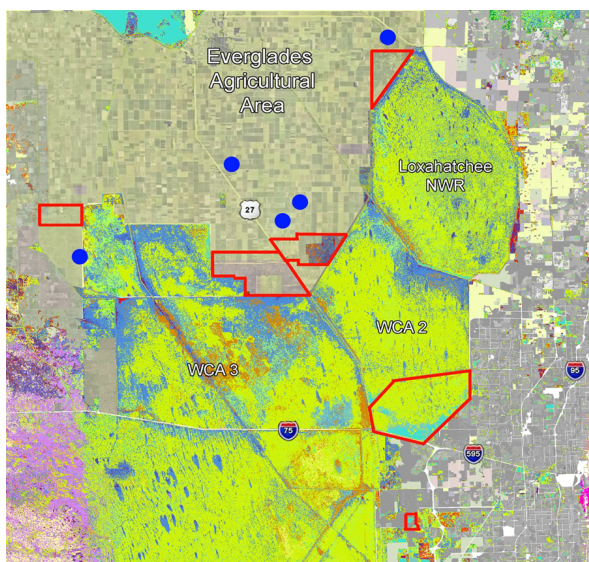 Everglades
Agricultural
Area
Loxahatchee
NWR
27
WCA 2
WCA 3
95
75
595